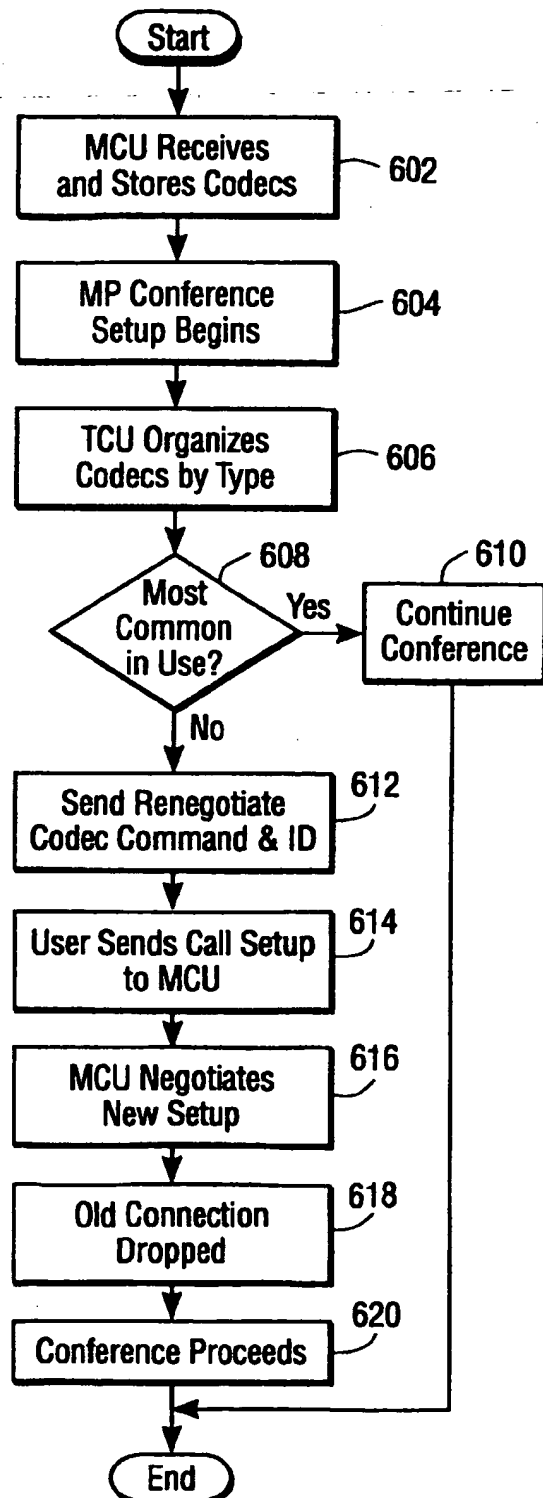 Start
MCU Receives
and Stores Codecs
602
MP Conference
Setup Begins
604
TCU Organizes
Codecs by Type
606
608
Most
Common
in Use?
Yes
610
Continue
Conference
No
Send Renegotiate
Codec Command & ID
612
User Sends Call Setup
to MCU
614
MCU Negotiates
New Setup
616
Old Connection
Dropped
618
Conference Proceeds
620
End